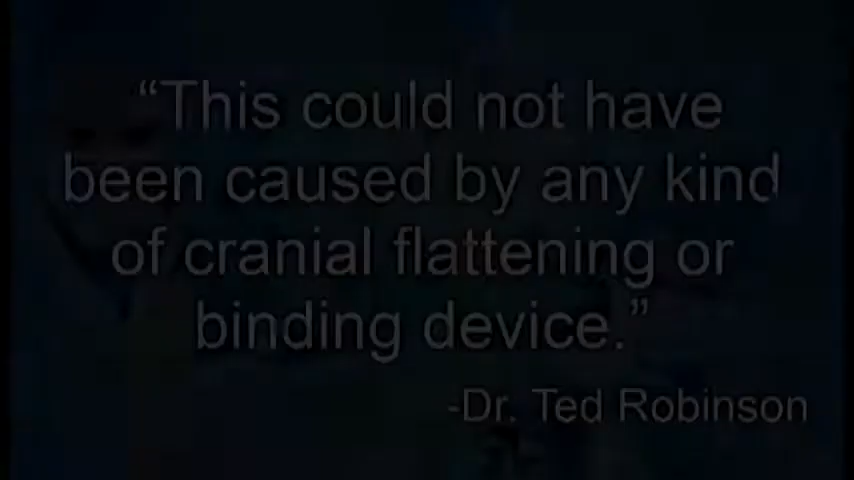 “This could not have
been caused by any kind
of cranial flattening or
binding device.”
-Dr. Ted Robinson